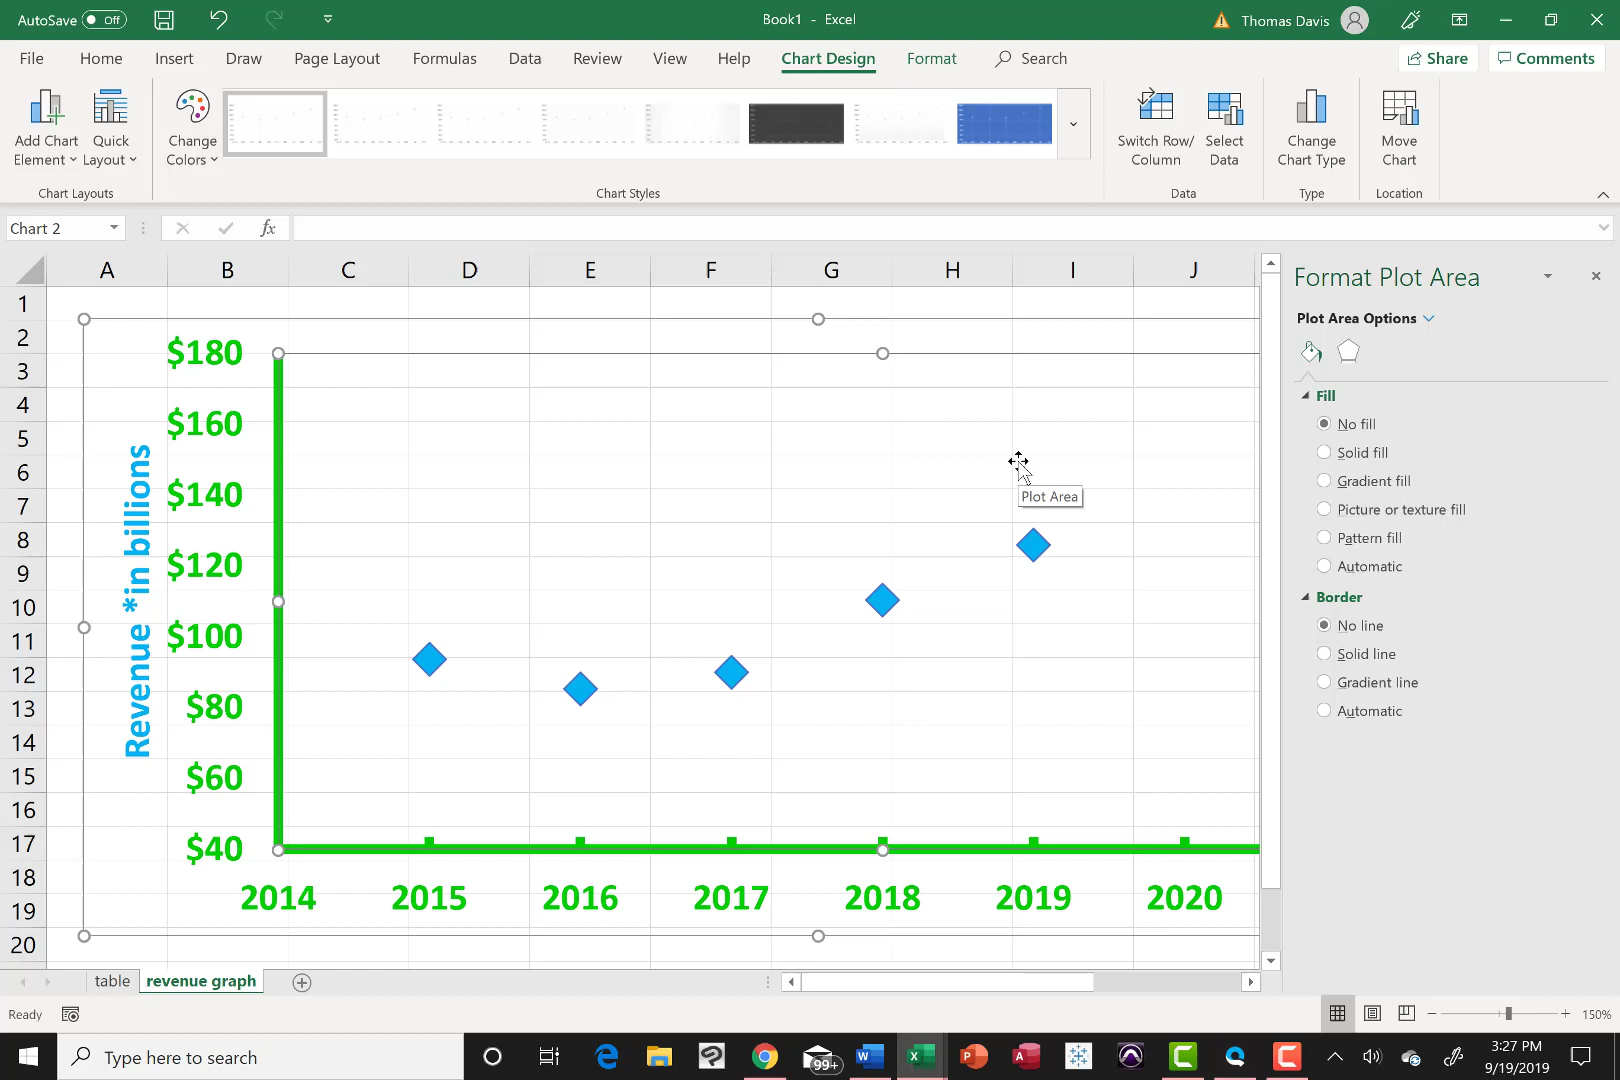 AutoSave Off
Book1 - Excel
Thomas Davis
File Home Insert Draw Page Layout Formulas Data Review View Help Chart Design Format Search Share Comments
Add Chart Element
Quick Layout
Change Colors
Switch Row/ Column
Select Data
Change Chart Type
Move Chart
Chart Layouts
Chart Styles
Data
Type
Location
Chart 2
fx
A B C D E F G H I J
1
2
3
4
5
6
7
8
9
10
11
12
13
14
15
16
17
18
19
20
Revenue *in billions
$180
$160
$140
$120
$100
$80
$60
$40
2014 2015 2016 2017 2018 2019 2020
Plot Area
Format Plot Area
Plot Area Options
Fill
No fill
Solid fill
Gradient fill
Picture or texture fill
Pattern fill
Automatic
Border
No line
Solid line
Gradient line
Automatic
table revenue graph
Ready
150%
Type here to search
99+
3:27 PM
9/19/2019